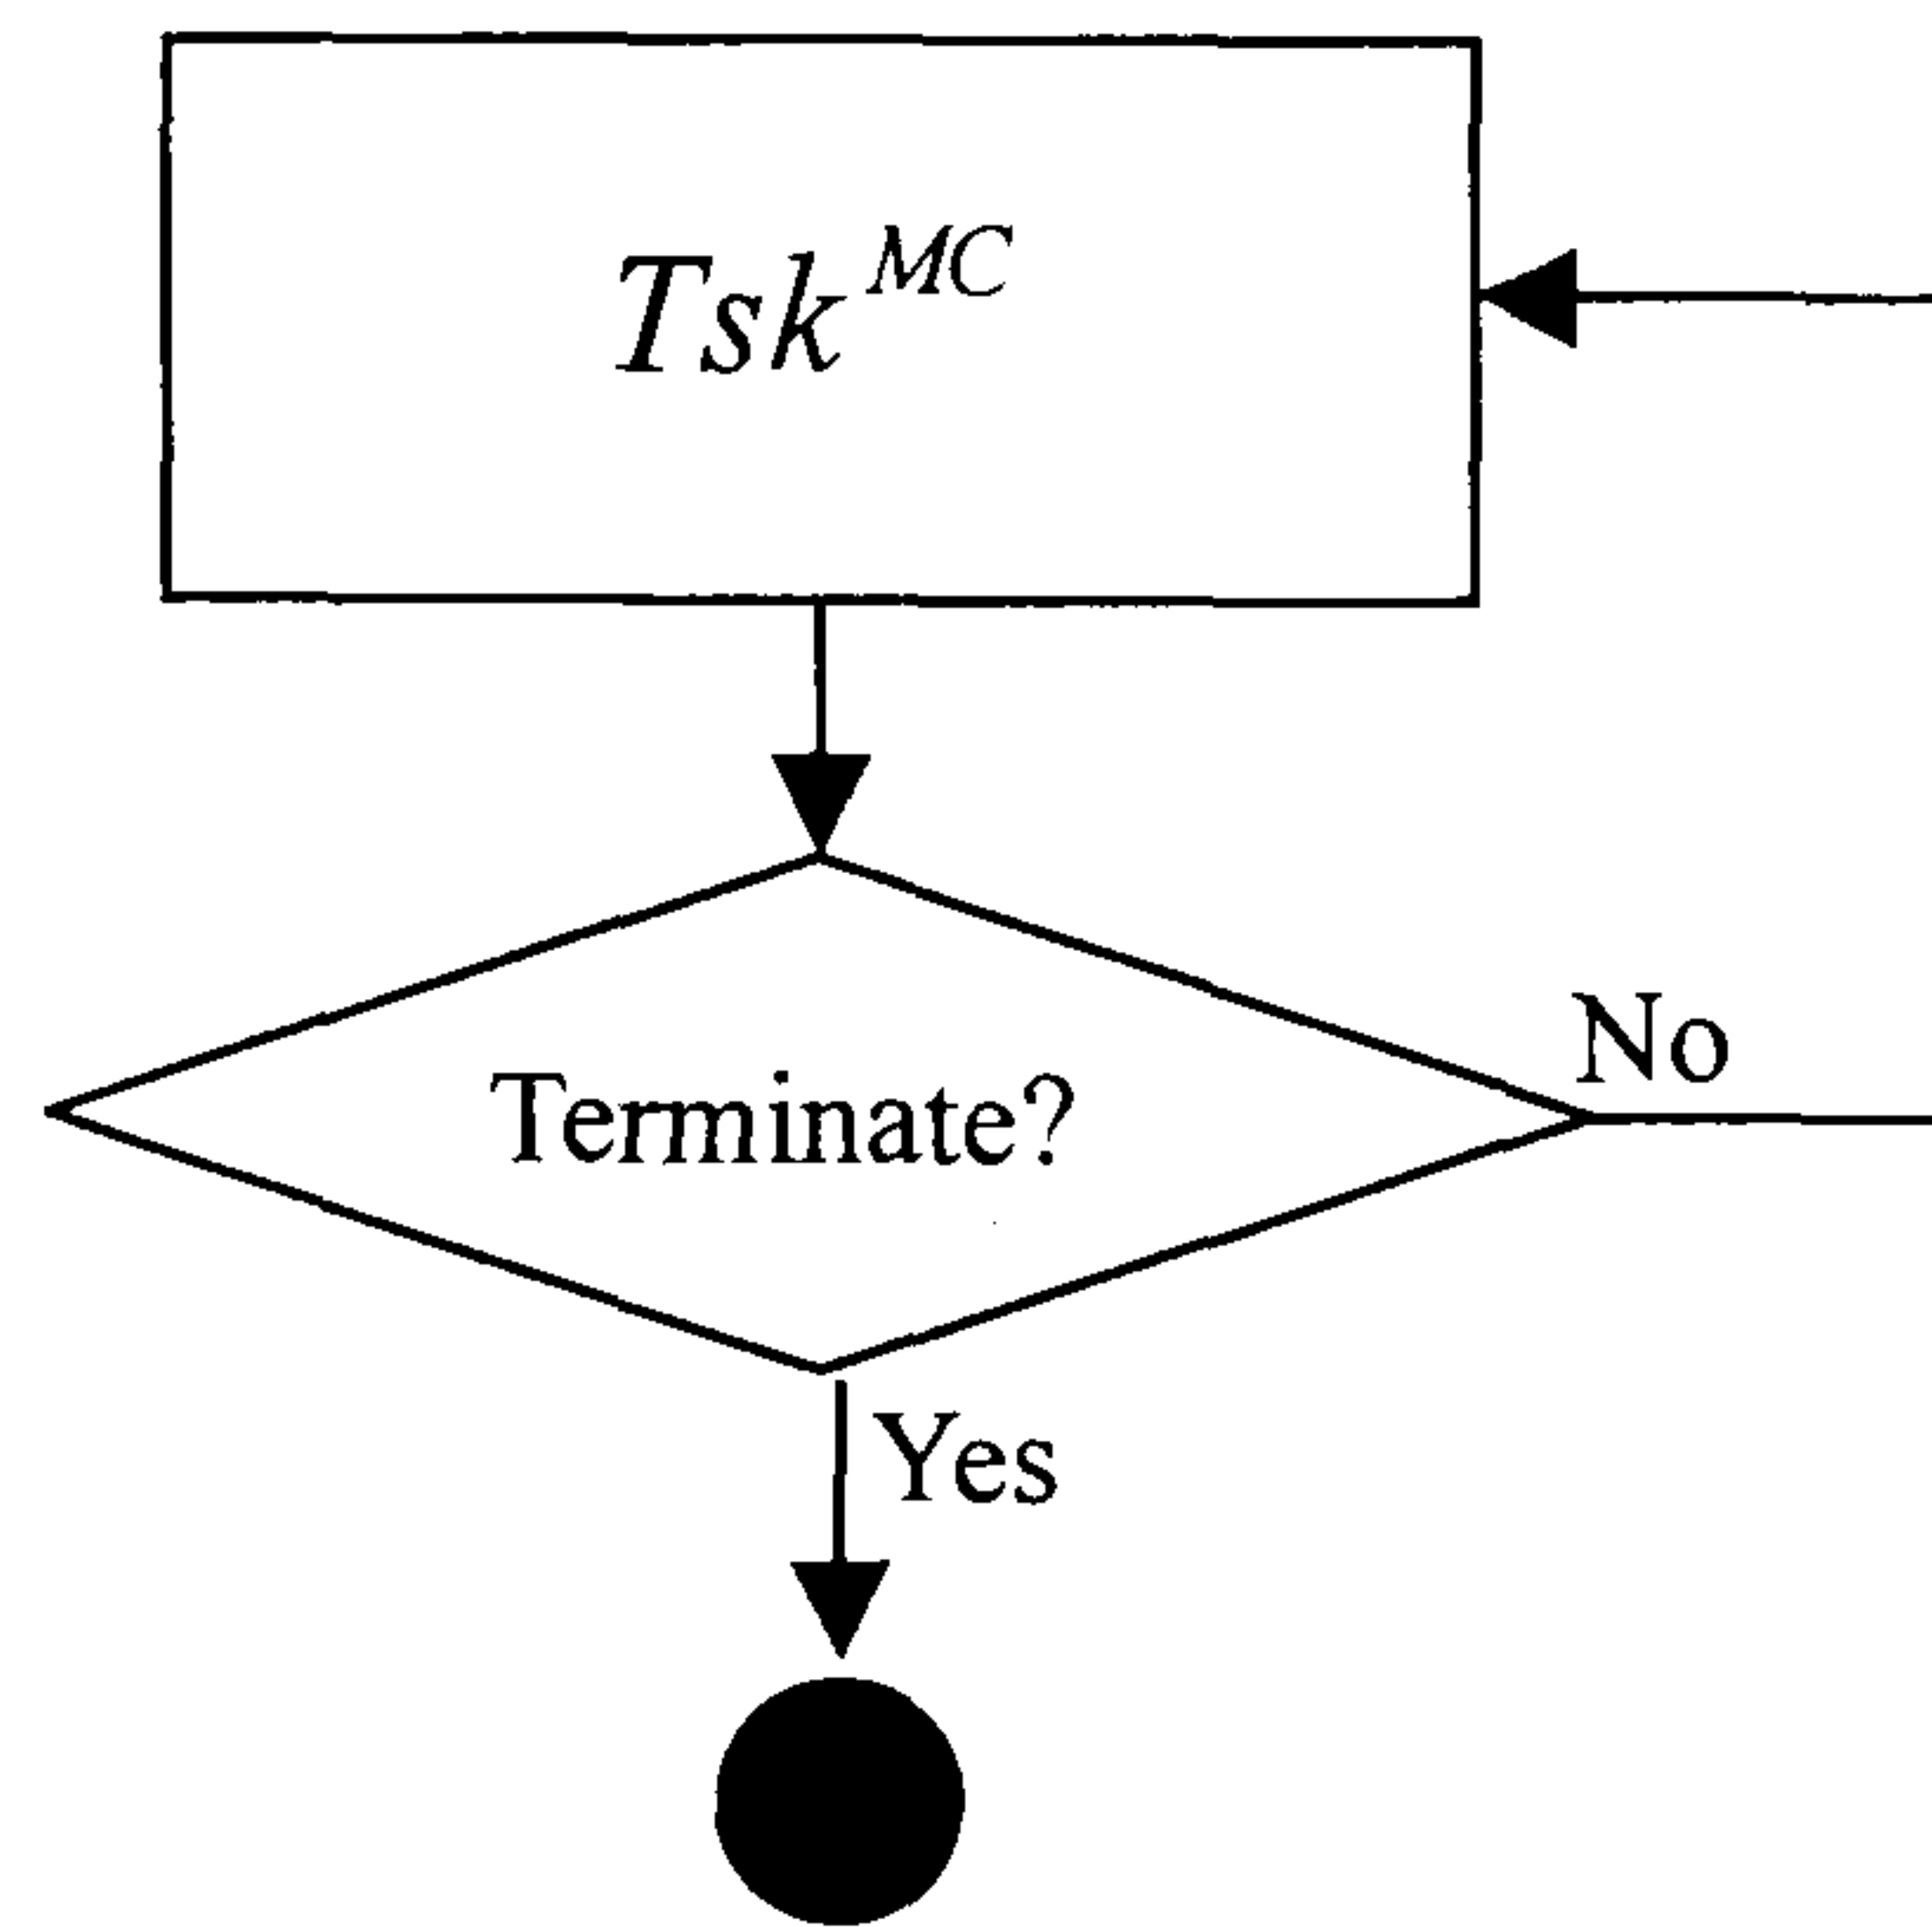 Tsk^MC
No
Terminate?
Yes